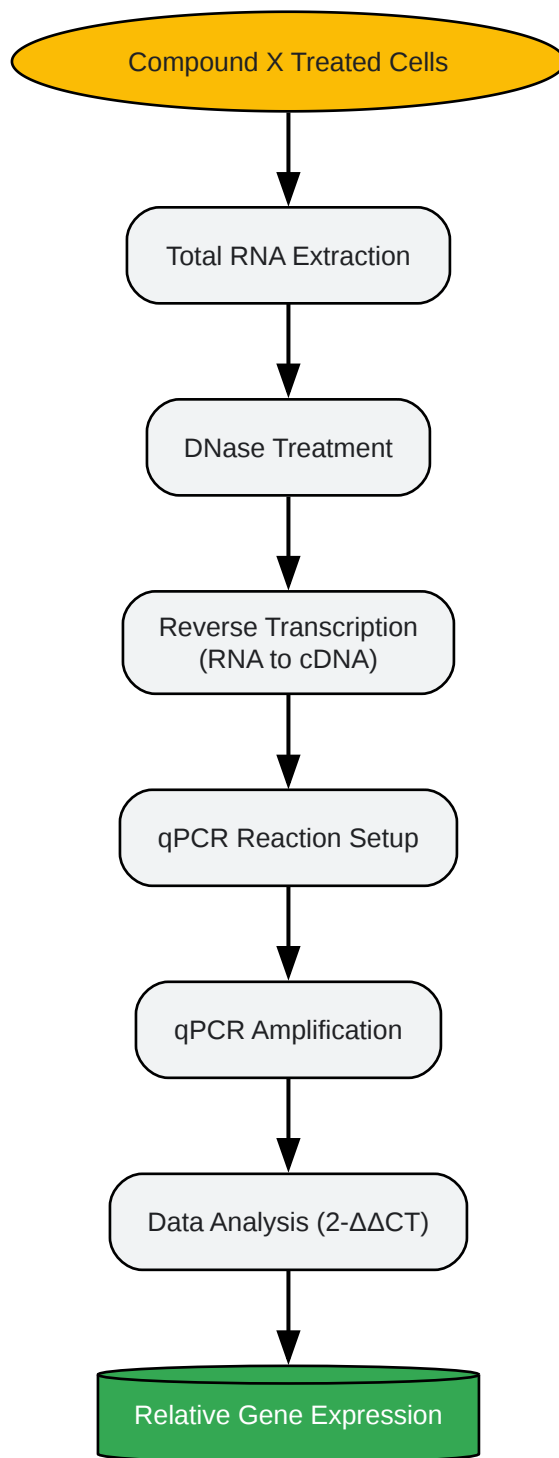 Compound X Treated Cells
Total RNA Extraction
DNase Treatment
Reverse Transcription
(RNA to cDNA)
qPCR Reaction Setup
qPCR Amplification
Data Analysis (2-ΔΔCT)
Relative Gene Expression